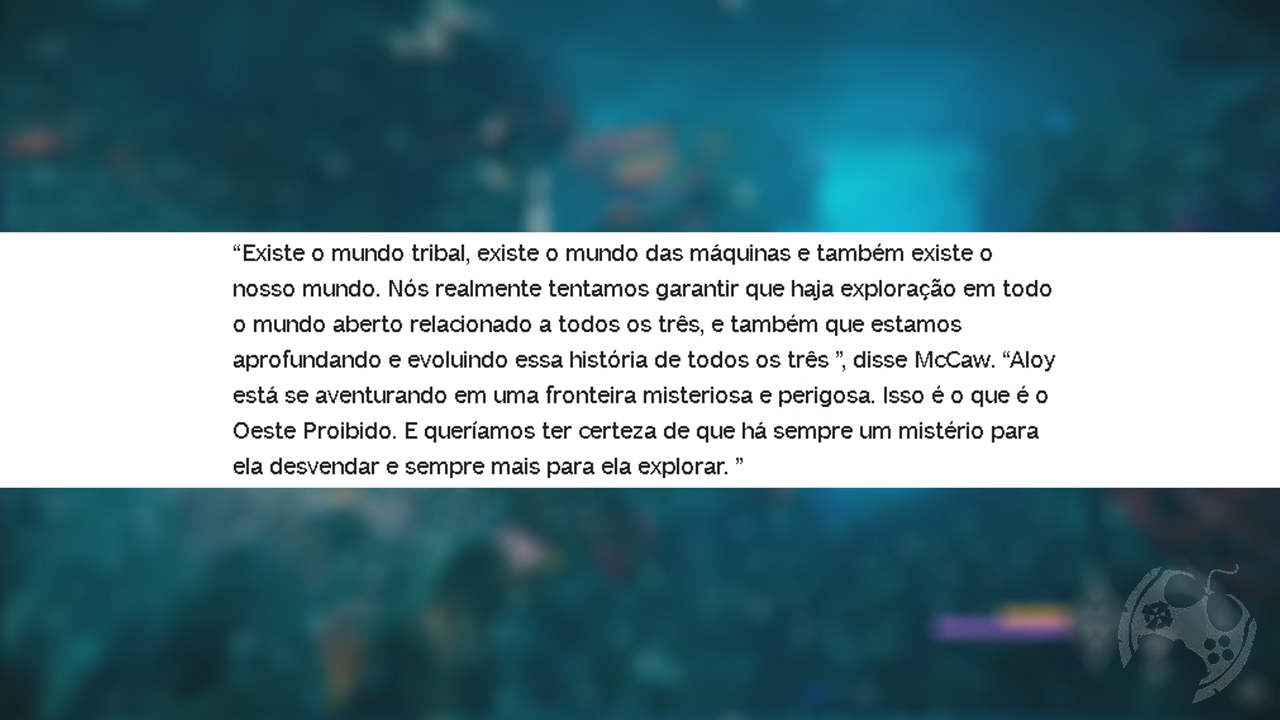 “Existe o mundo tribal, existe o mundo das máquinas e também existe o
nosso mundo. Nós realmente tentamos garantir que haja exploração em todo
o mundo aberto relacionado a todos os três, e também que estamos
aprofundando e evoluindo essa história de todos os três ”, disse McCaw. “Aloy
está se aventurando em uma fronteira misteriosa e perigosa. Isso é o que é o
Oeste Proibido. E queríamos ter certeza de que há sempre um mistério para
ela desvendar e sempre mais para ela explorar. ”